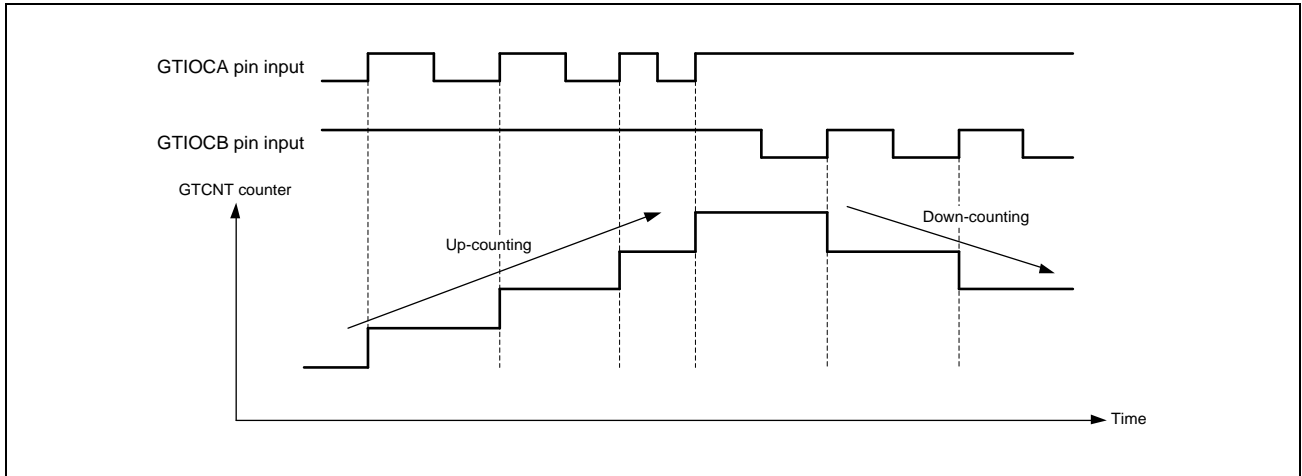 GTIOCA pin input
GTIOCB pin input
GTCNT counter
Up-counting
Down-counting
Time